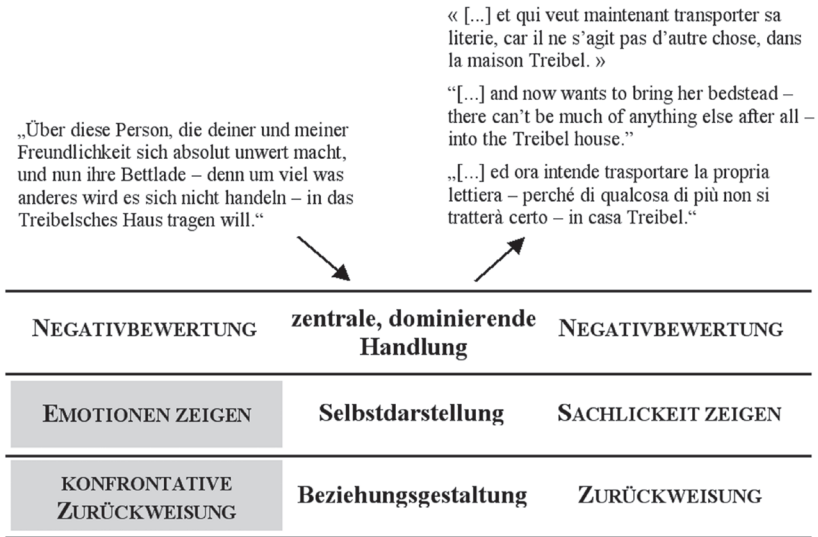 « [...] et qui veut maintenant transporter sa
literie, car il ne s’agit pas d’autre chose, dans
la maison Treibel. »
“[...] and now wants to bring her bedstead –
there can’t be much of anything else after all –
into the Treibel house.”
„[...] ed ora intende trasportare la propria
lettiera – perché di qualcosa di più non si
tratterà certo – in casa Treibel.“
„Über diese Person, die deiner und meiner
Freundlichkeit sich absolut unwert macht,
und nun ihre Bettlade – denn um viel was
anderes wird es sich nicht handeln – in das
Treibelsches Haus tragen will.“
NEGATIVBEWERTUNG
zentrale, dominierende
Handlung
NEGATIVBEWERTUNG
EMOTIONEN ZEIGEN
Selbstdarstellung
SACHLICKEIT ZEIGEN
KONFRONTATIVE
ZURÜCKWEISUNG
Beziehungsgestaltung
ZURÜCKWEISUNG